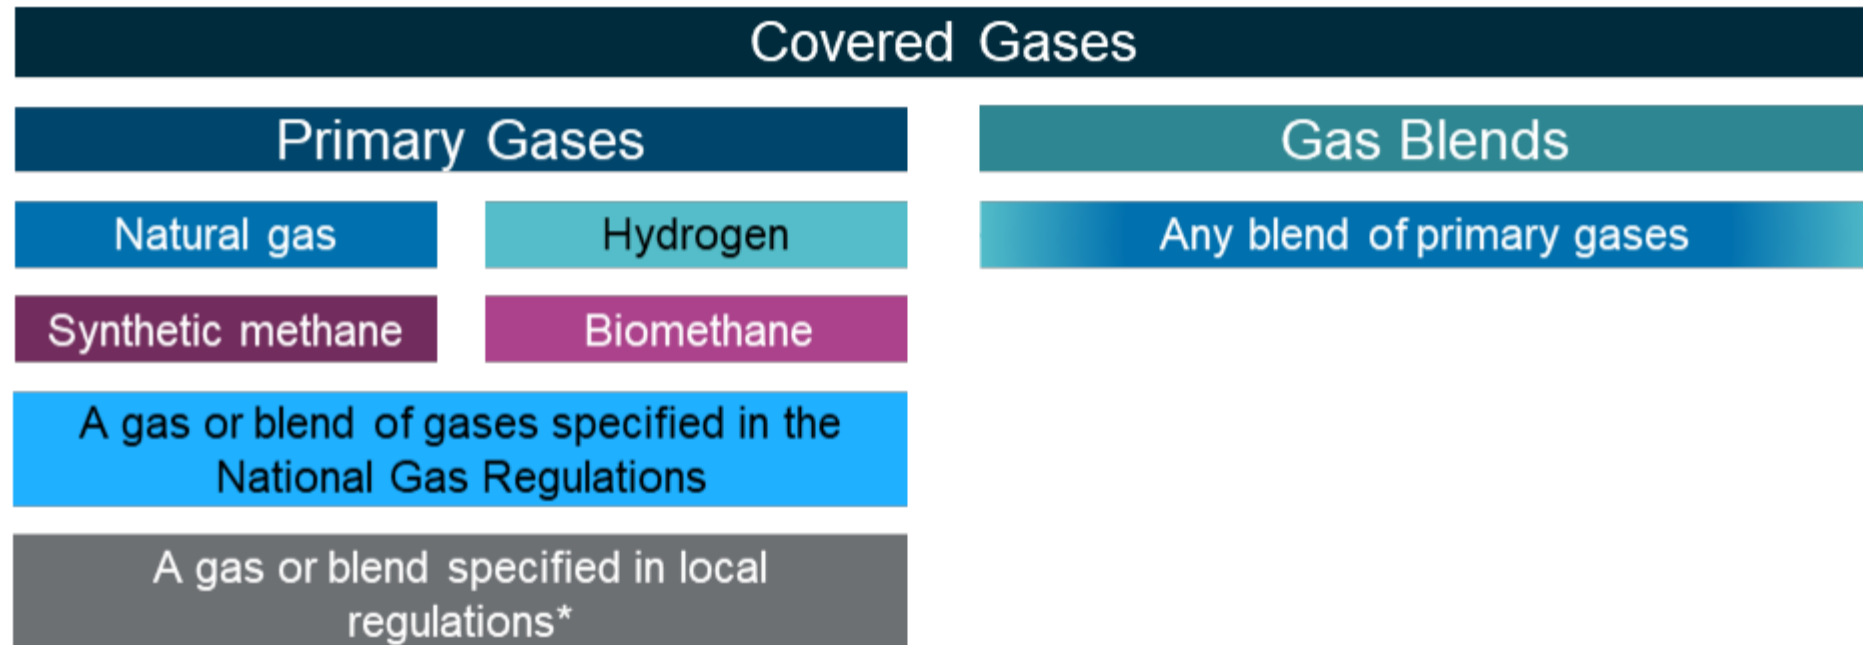 Covered Gases
Primary Gases
Gas Blends
Natural gas
Hydrogen
Any blend of primary gases
Synthetic methane
Biomethane
A gas or blend of gases specified in the
National Gas Regulations
A gas or blend specified in local
regulations*